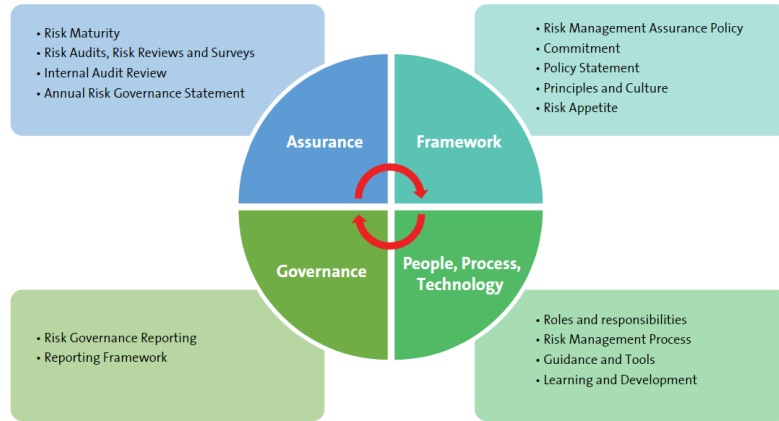 • Risk Maturity
• Risk Audits, Risk Reviews and Surveys
• Internal Audit Review
• Annual Risk Governance Statement
• Risk Management Assurance Policy
• Commitment
• Policy Statement
• Principles and Culture
• Risk Appetite
Assurance
Framework
Governance
People, Process,
Technology
• Risk Governance Reporting
• Reporting Framework
• Roles and responsibilities
• Risk Management Process
• Guidance and Tools
• Learning and Development